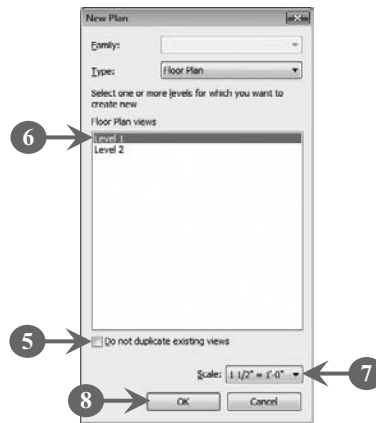 New Plan
Family:
Type: Floor Plan
Select one or more levels for which you want to
create new
Floor Plan views
6
Level 1
Level 2
5
Do not duplicate existing views
Scale: 1 1/2" = 1'-0"
7
8
OK Cancel